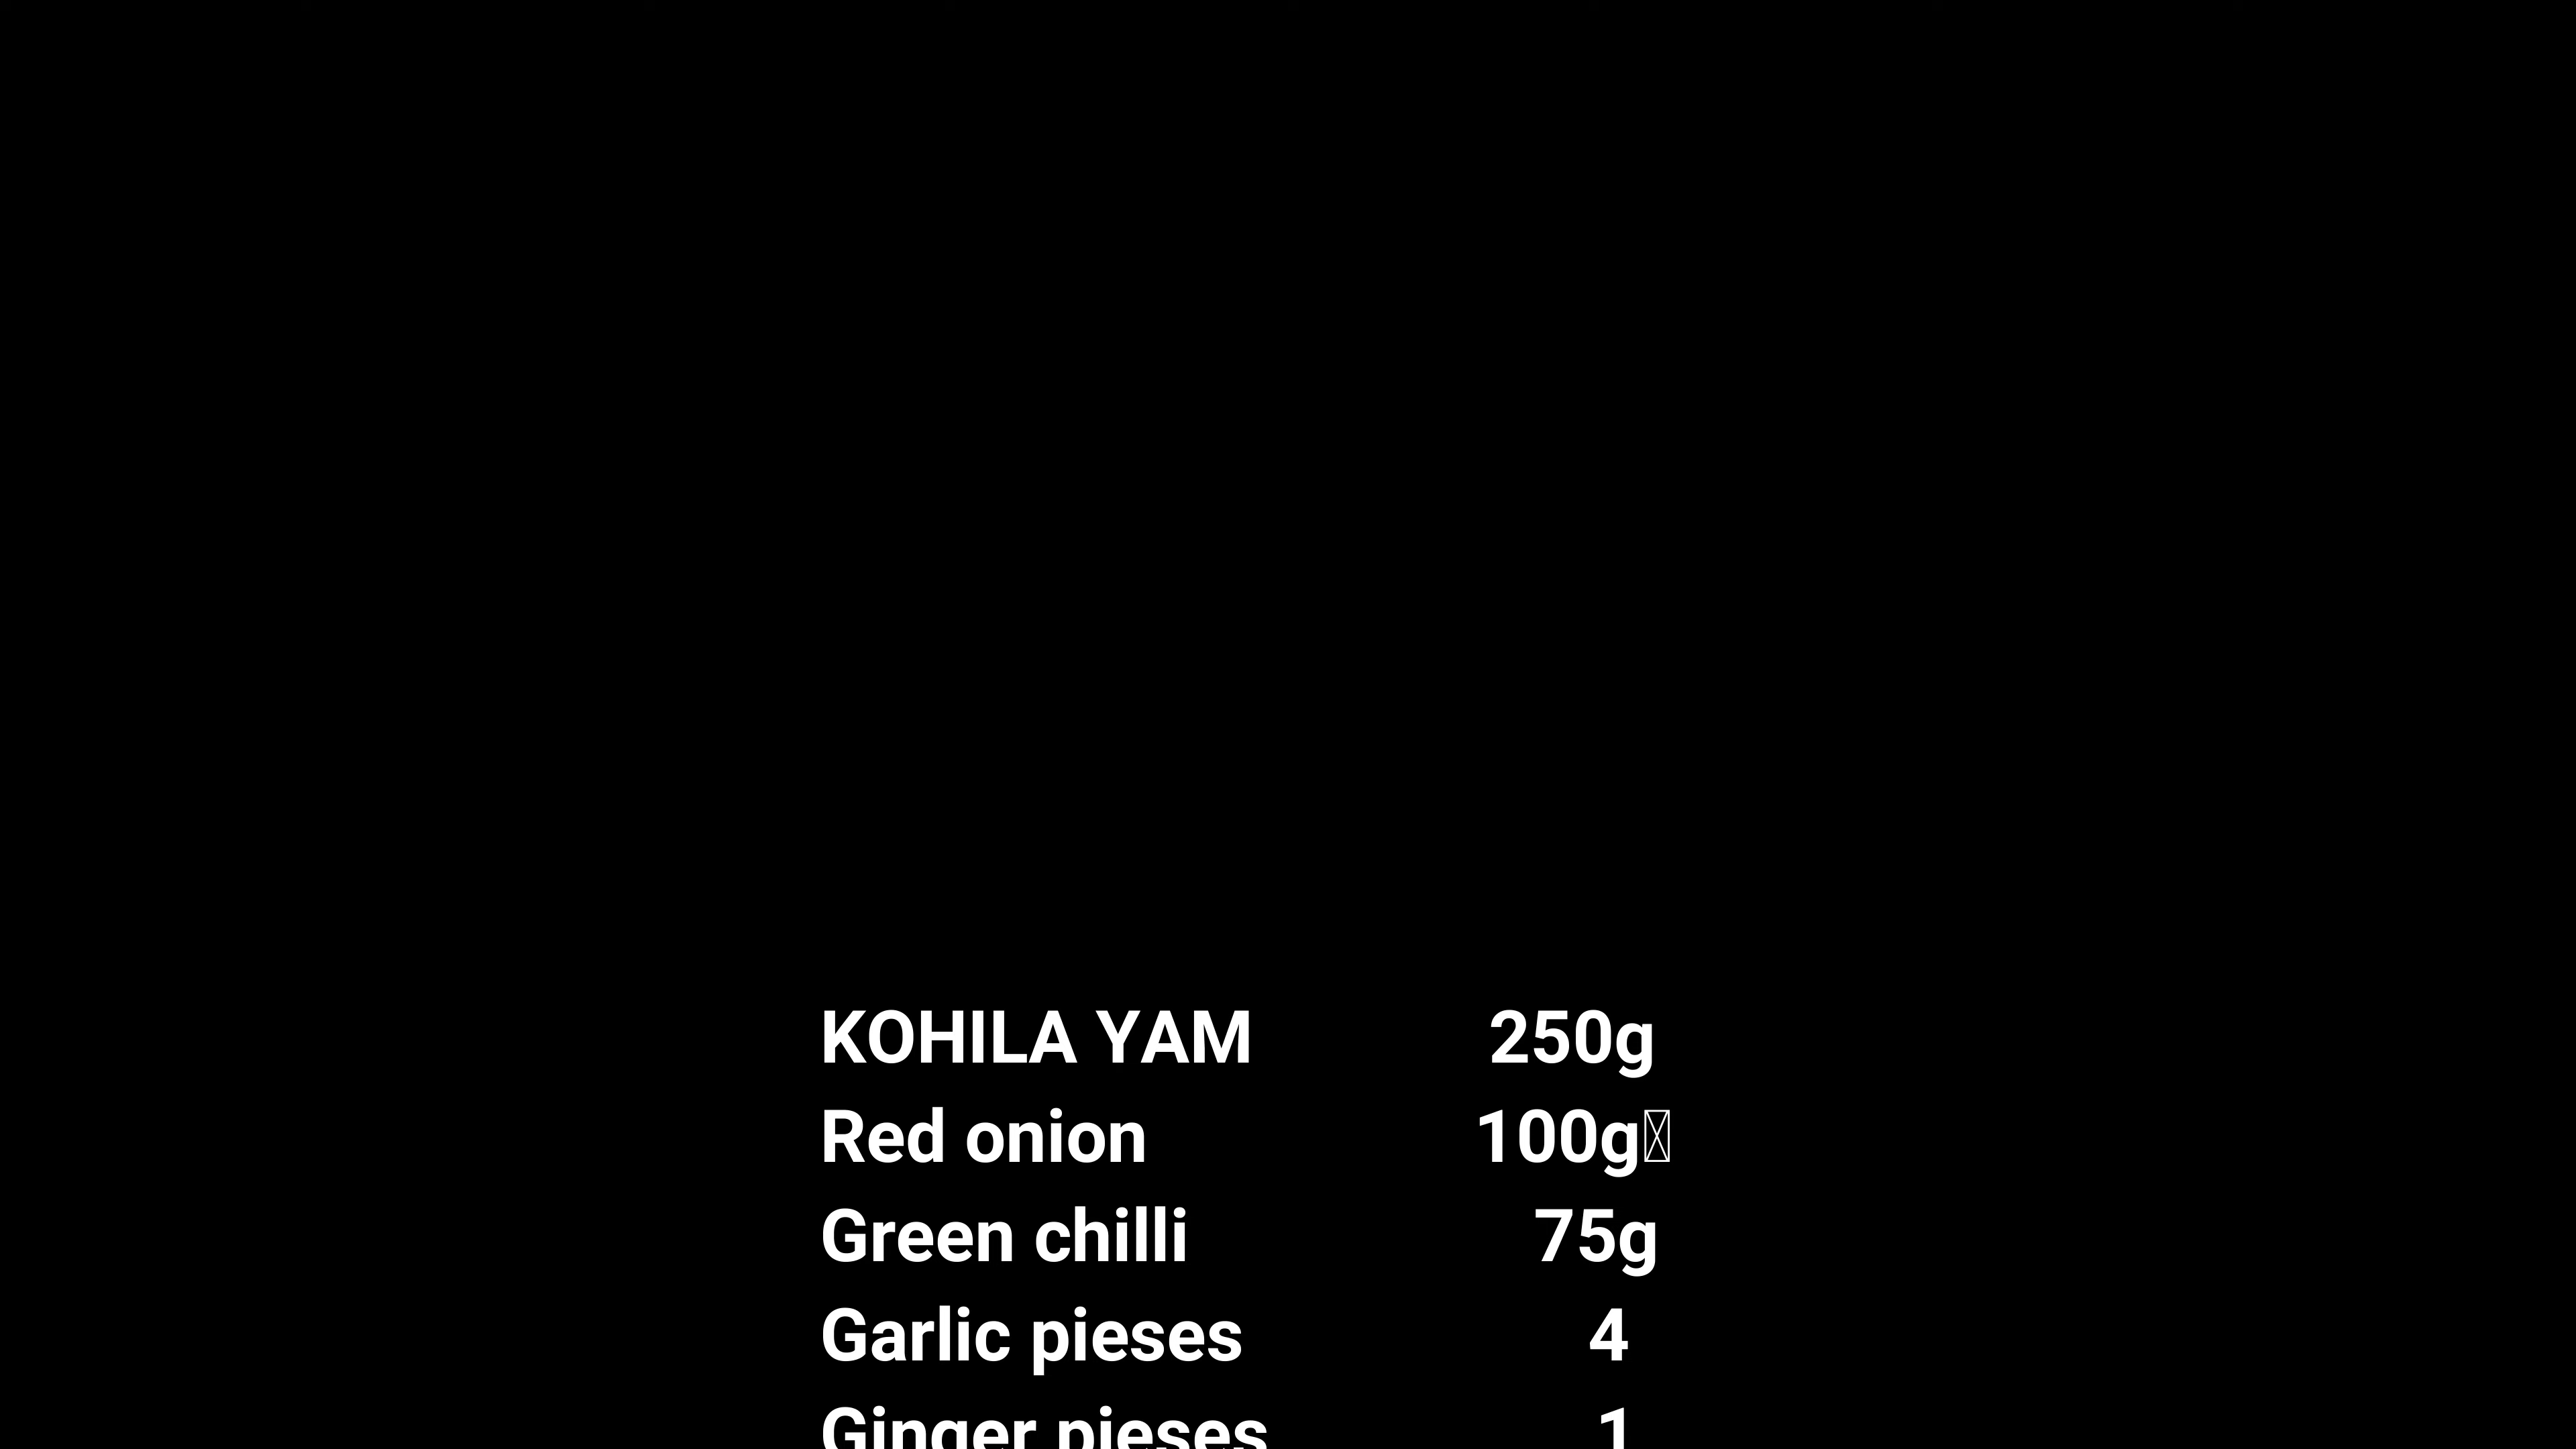 KOHILA YAM 250g
Red onion 100g
Green chilli 75g
Garlic pieses 4
Ginger pieses 1